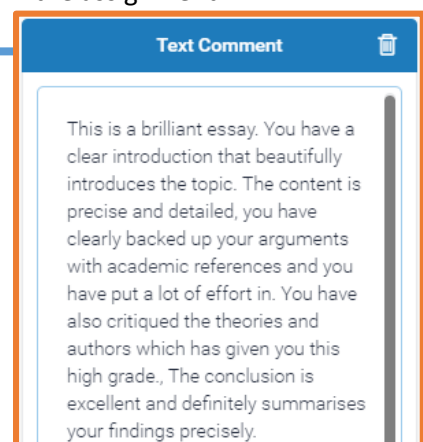 Text Comment
This is a brilliant essay. You have a
clear introduction that beautifully
introduces the topic. The content is
precise and detailed, you have
clearly backed up your arguments
with academic references and you
have put a lot of effort in. You have
also critiqued the theories and
authors which has given you this
high grade., The conclusion is
excellent and definitely summarises
your findings precisely.